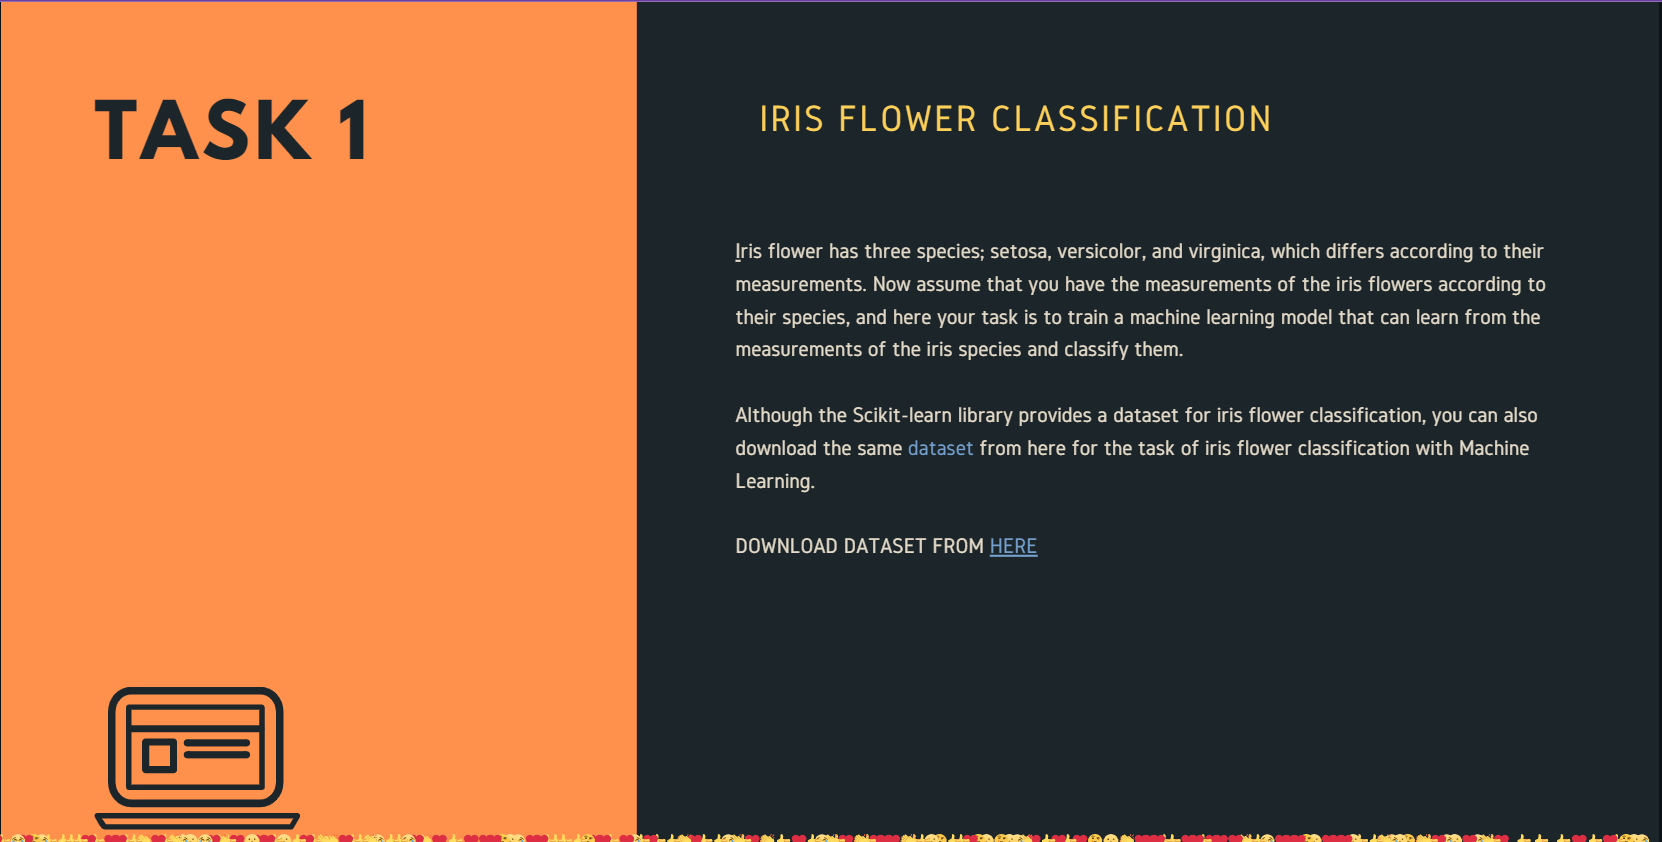 TASK 1
IRIS FLOWER CLASSIFICATION
Iris flower has three species; setosa, versicolor, and virginica, which differs according to their
measurements. Now assume that you have the measurements of the iris flowers according to
their species, and here your task is to train a machine learning model that can learn from the
measurements of the iris species and classify them.
Although the Scikit-learn library provides a dataset for iris flower classification, you can also
download the same dataset from here for the task of iris flower classification with Machine
Learning.
DOWNLOAD DATASET FROM HERE